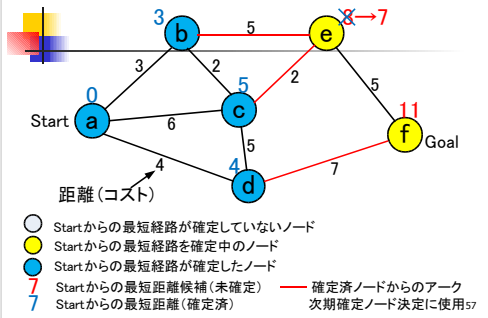 3
b
5
e
8→7
3
2
2
5
0
5
c
11
Start
a
6
f
Goal
5
4
4
d
7
距離(コスト)
Startからの最短経路が確定していないノード
Startからの最短経路を確定中のノード
Startからの最短経路が確定したノード
7 Startからの最短距離候補(未確定) 確定済ノードからのアーク
7 Startからの最短距離(確定済) 次期確定ノード決定に使用57